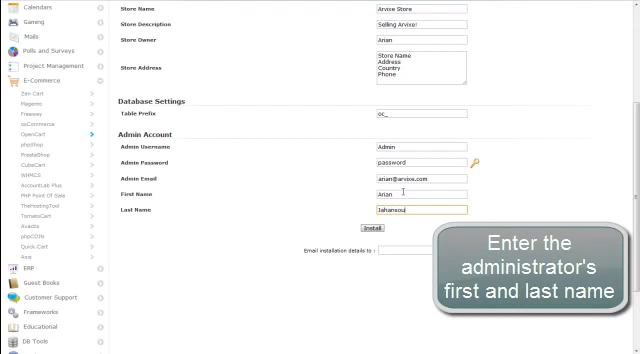 Calendars
Gaming
Mails
Polls and Surveys
Project Management
E-Commerce
Zen Cart
Magento
Freeway
osCommerce
OpenCart
phpShop
PrestaShop
CubeCart
WHMCS
AccountLab Plus
PHP Point Of Sale
TheHostingTool
TomatoCart
Avactis
phpCOIN
Quick.Cart
ERP
Guest Books
Customer Support
Frameworks
Educational
DB Tools
Store Name Arvixe Store
Store Description Selling Arvixe!
Store Owner Arian
Store Address Store Name
Address
Country
Phone
Database Settings
Table Prefix oc_
Admin Account
Admin Username Admin
Admin Password password
Admin Email arian@arvixe.com
First Name Arian
Last Name Jahansou
Install
Email installation details to :
Enter the
administrator's
first and last name